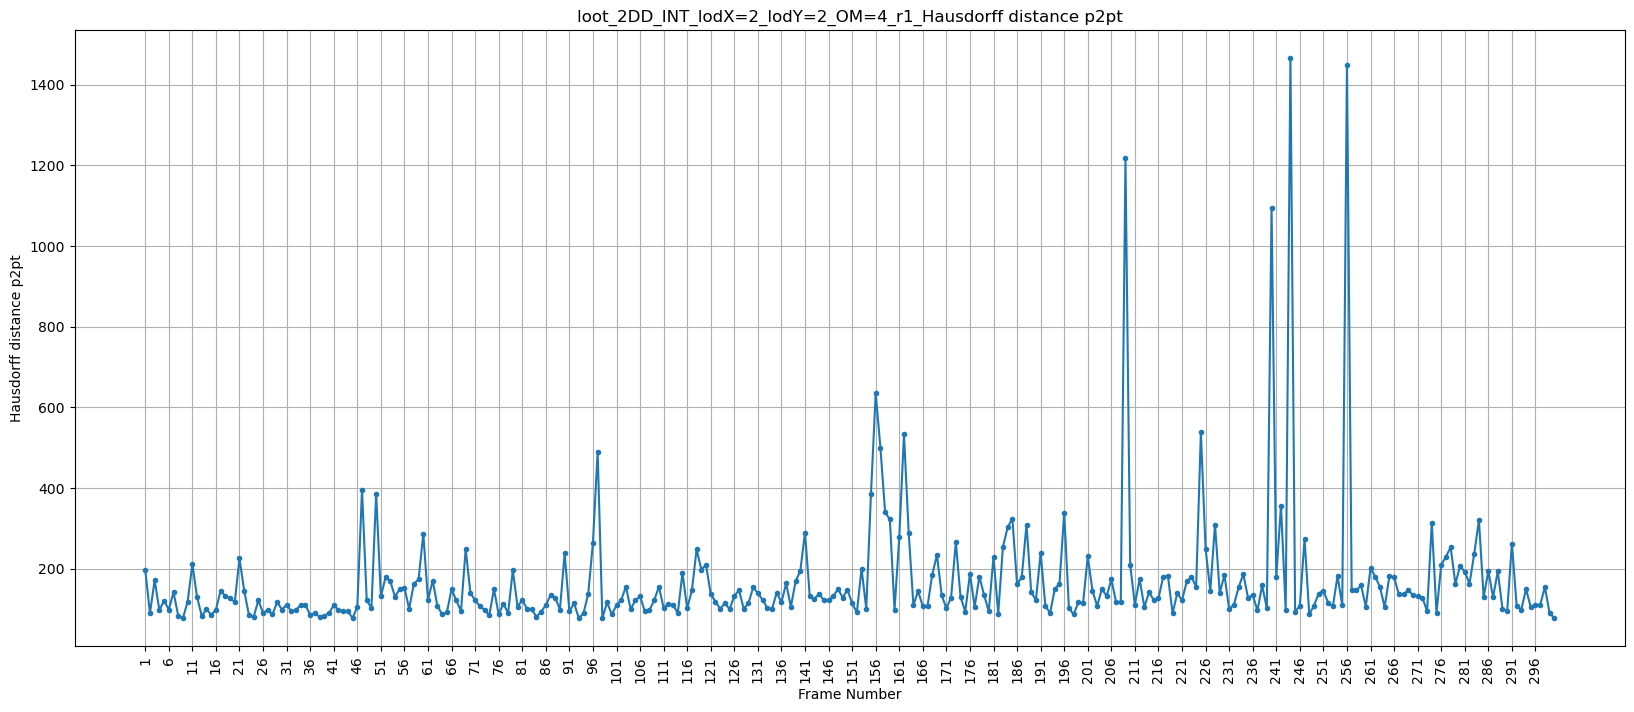 loot_2DD_INT_lodX=2_lodY=2_OM=4_r1_Hausdorff distance p2pt
1400
1200
1000
800
600
400
200
Hausdorff distance p2pt
1 6 11 16 21 26 31 36 41 46 51 56 61 66 71 76 81 86 91 96 101 106 111 116 121 126 131 136 141 146 151 156 161 166 171 176 181 186 191 196 201 206 211 216 221 226 231 236 241 246 251 256 261 266 271 276 281 286 291 296
Frame Number